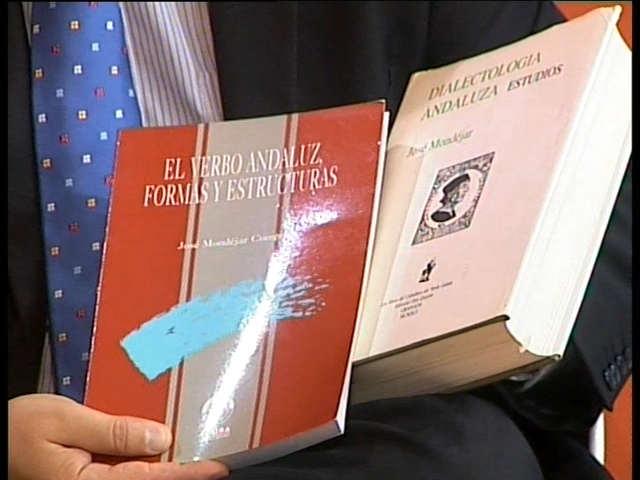 EL VERBO ANDALUZ,
FORMAS Y ESTRUCTURAS
José Mondéjar
DIALECTOLOGIA
ANDALUZA ESTUDIOS
José Mondéjar